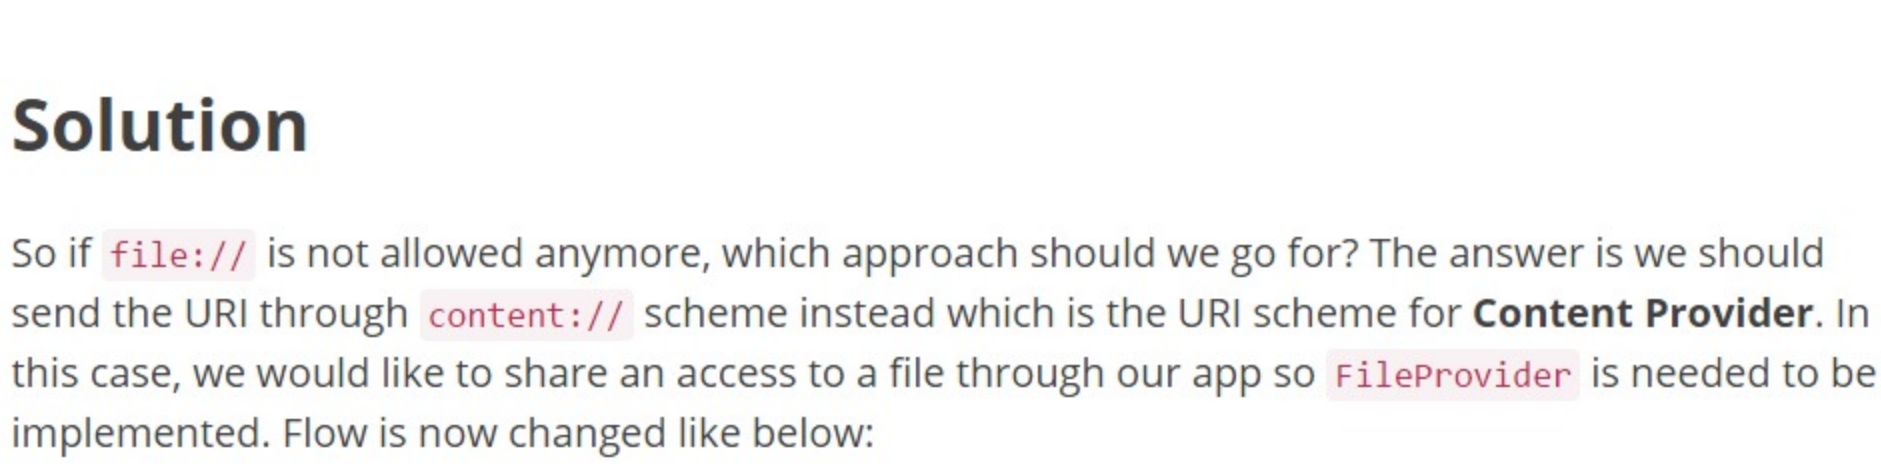 Solution
So if file:// is not allowed anymore, which approach should we go for? The answer is we should
send the URI through content:// scheme instead which is the URI scheme for Content Provider. In
this case, we would like to share an access to a file through our app so FileProvider is needed to be
implemented. Flow is now changed like below: